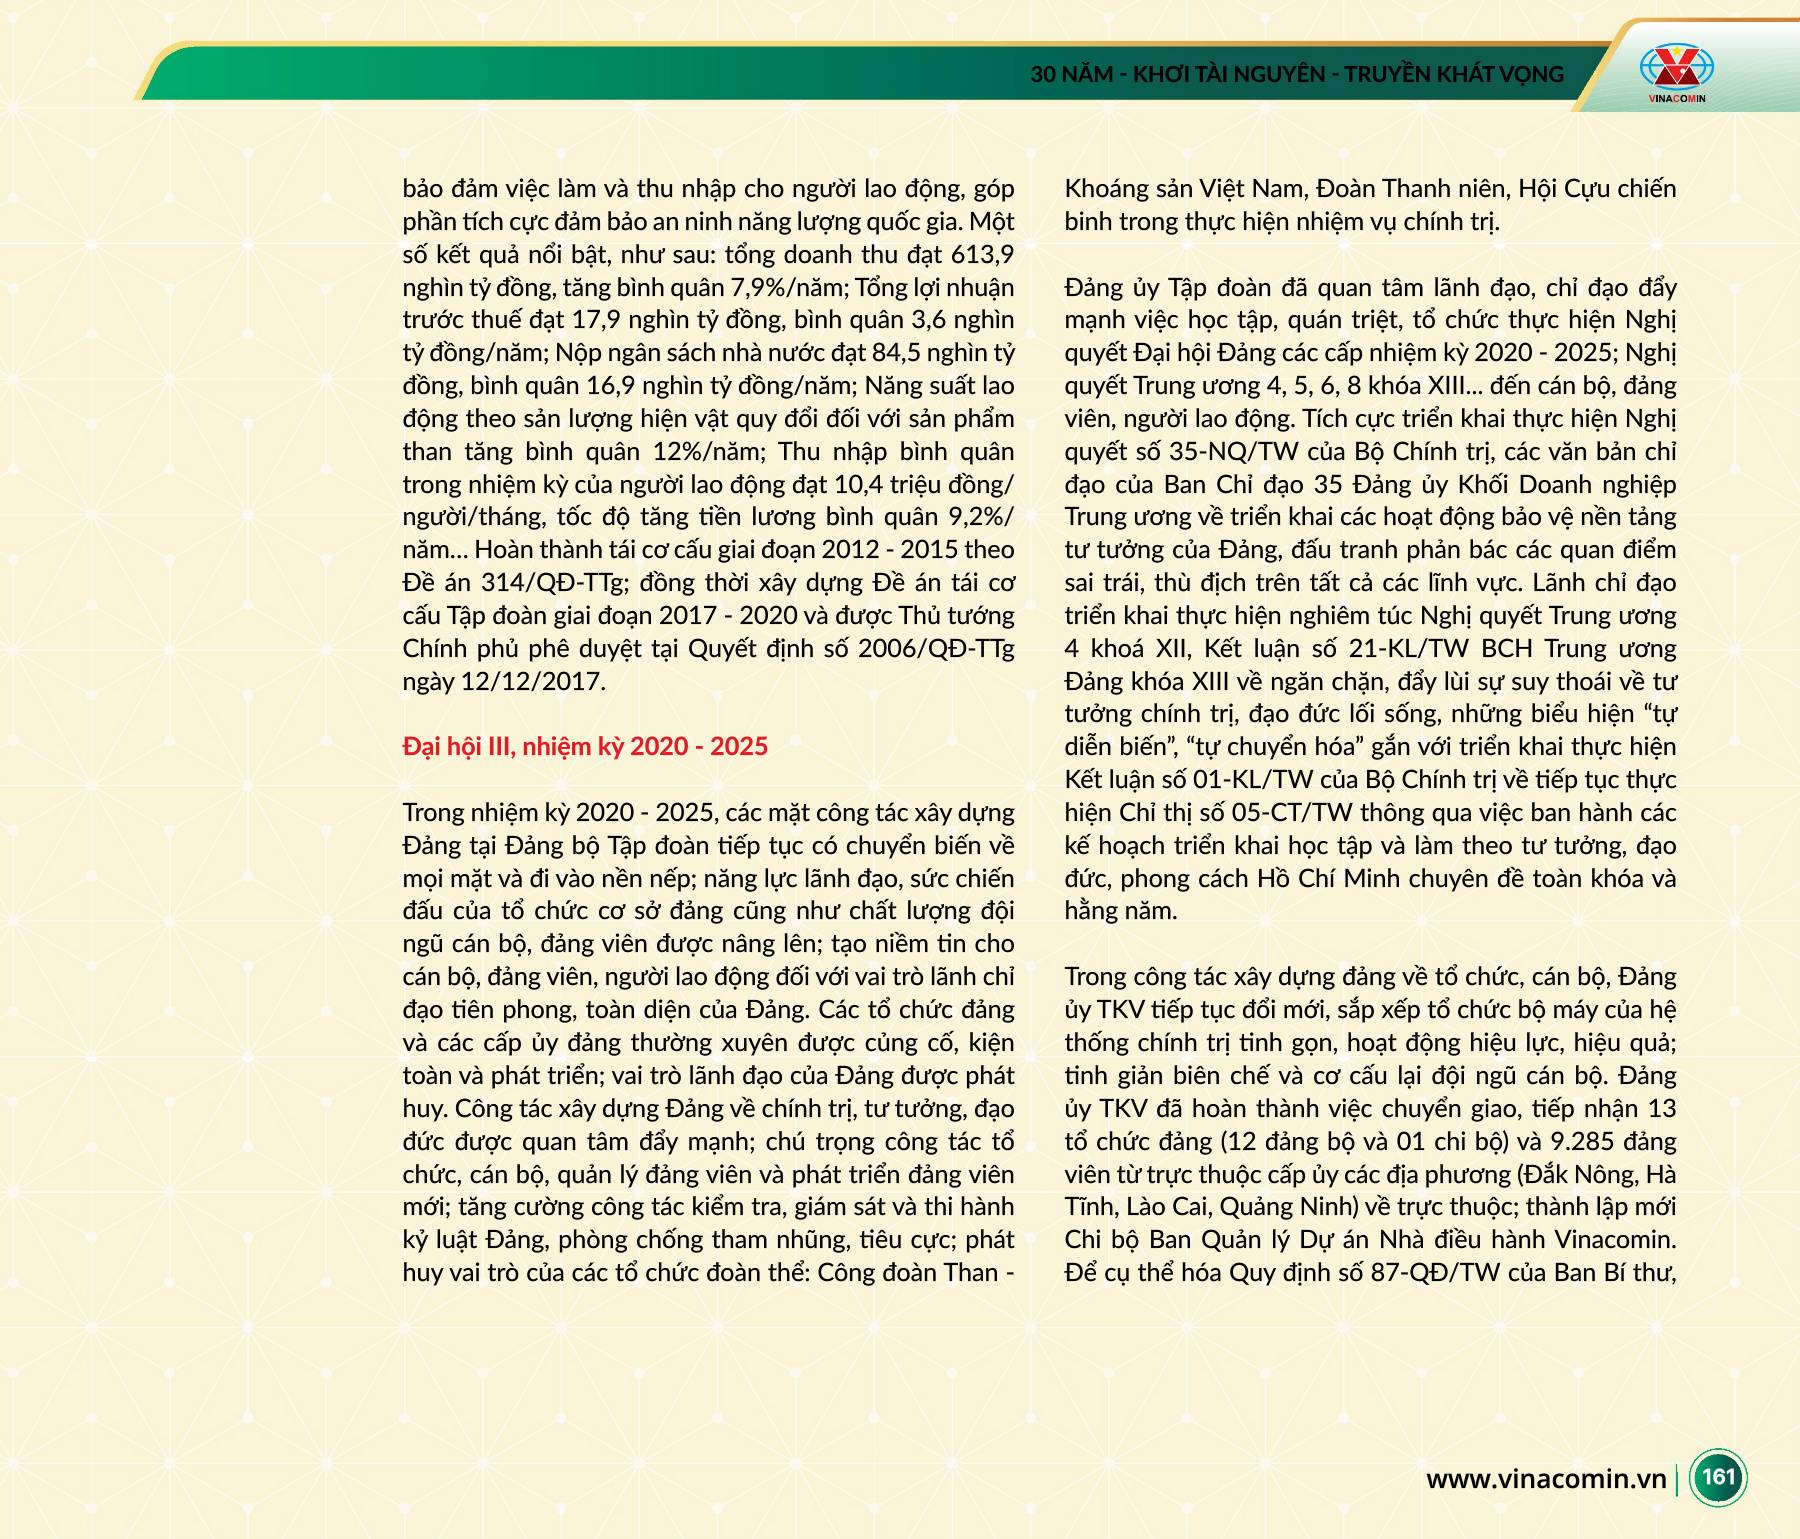 30 NĂM - KHƠI TÀI NGUYÊN - TRUYỀN KHÁT VỌNG
VINACOMIN
bảo đảm việc làm và thu nhập cho người lao động, góp
phần tích cực đảm bảo an ninh năng lượng quốc gia. Một
số kết quả nổi bật, như sau: tổng doanh thu đạt 613,9
nghìn tỷ đồng, tăng bình quân 7,9%/năm; Tổng lợi nhuận
trước thuế đạt 17,9 nghìn tỷ đồng, bình quân 3,6 nghìn
tỷ đồng/năm; Nộp ngân sách nhà nước đạt 84,5 nghìn tỷ
đồng, bình quân 16,9 nghìn tỷ đồng/năm; Năng suất lao
động theo sản lượng hiện vật quy đổi đối với sản phẩm
than tăng bình quân 12%/năm; Thu nhập bình quân
trong nhiệm kỳ của người lao động đạt 10,4 triệu đồng/
người/tháng, tốc độ tăng tiền lương bình quân 9,2%/
năm... Hoàn thành tái cơ cấu giai đoạn 2012 - 2015 theo
Đề án 314/QĐ-TTg; đồng thời xây dựng Đề án tái cơ
cấu Tập đoàn giai đoạn 2017 - 2020 và được Thủ tướng
Chính phủ phê duyệt tại Quyết định số 2006/QĐ-TTg
ngày 12/12/2017.
Đại hội III, nhiệm kỳ 2020 - 2025
Trong nhiệm kỳ 2020 - 2025, các mặt công tác xây dựng
Đảng tại Đảng bộ Tập đoàn tiếp tục có chuyển biến về
mọi mặt và đi vào nền nếp; năng lực lãnh đạo, sức chiến
đấu của tổ chức cơ sở đảng cũng như chất lượng đội
ngũ cán bộ, đảng viên được nâng lên; tạo niềm tin cho
cán bộ, đảng viên, người lao động đối với vai trò lãnh chỉ
đạo tiên phong, toàn diện của Đảng. Các tổ chức đảng
và các cấp ủy đảng thường xuyên được củng cố, kiện
toàn và phát triển; vai trò lãnh đạo của Đảng được phát
huy. Công tác xây dựng Đảng về chính trị, tư tưởng, đạo
đức được quan tâm đẩy mạnh; chú trọng công tác tổ
chức, cán bộ, quản lý đảng viên và phát triển đảng viên
mới; tăng cường công tác kiểm tra, giám sát và thi hành
kỷ luật Đảng, phòng chống tham nhũng, tiêu cực; phát
huy vai trò của các tổ chức đoàn thể: Công đoàn Than -
Khoáng sản Việt Nam, Đoàn Thanh niên, Hội Cựu chiến
binh trong thực hiện nhiệm vụ chính trị.
Đảng ủy Tập đoàn đã quan tâm lãnh đạo, chỉ đạo đẩy
mạnh việc học tập, quán triệt, tổ chức thực hiện Nghị
quyết Đại hội Đảng các cấp nhiệm kỳ 2020 - 2025; Nghị
quyết Trung ương 4, 5, 6, 8 khóa XIII... đến cán bộ, đảng
viên, người lao động. Tích cực triển khai thực hiện Nghị
quyết số 35-NQ/TW của Bộ Chính trị, các văn bản chỉ
đạo của Ban Chỉ đạo 35 Đảng ủy Khối Doanh nghiệp
Trung ương về triển khai các hoạt động bảo vệ nền tảng
tư tưởng của Đảng, đấu tranh phản bác các quan điểm
sai trái, thù địch trên tất cả các lĩnh vực. Lãnh chỉ đạo
triển khai thực hiện nghiêm túc Nghị quyết Trung ương
4 khoá XII, Kết luận số 21-KL/TW BCH Trung ương
Đảng khóa XIII về ngăn chặn, đẩy lùi sự suy thoái về tư
tưởng chính trị, đạo đức lối sống, những biểu hiện “tự
diễn biến”, “tự chuyển hóa” gắn với triển khai thực hiện
Kết luận số 01-KL/TW của Bộ Chính trị về tiếp tục thực
hiện Chỉ thị số 05-CT/TW thông qua việc ban hành các
kế hoạch triển khai học tập và làm theo tư tưởng, đạo
đức, phong cách Hồ Chí Minh chuyên đề toàn khóa và
hằng năm.
Trong công tác xây dựng đảng về tổ chức, cán bộ, Đảng
ủy TKV tiếp tục đổi mới, sắp xếp tổ chức bộ máy của hệ
thống chính trị tinh gọn, hoạt động hiệu lực, hiệu quả;
tinh giản biên chế và cơ cấu lại đội ngũ cán bộ. Đảng
ủy TKV đã hoàn thành việc chuyển giao, tiếp nhận 13
tổ chức đảng (12 đảng bộ và 01 chi bộ) và 9.285 đảng
viên từ trực thuộc cấp ủy các địa phương (Đắk Nông, Hà
Tĩnh, Lào Cai, Quảng Ninh) về trực thuộc; thành lập mới
Chi bộ Ban Quản lý Dự án Nhà điều hành Vinacomin.
Để cụ thể hóa Quy định số 87-QĐ/TW của Ban Bí thư,
www.vinacomin.vn
161